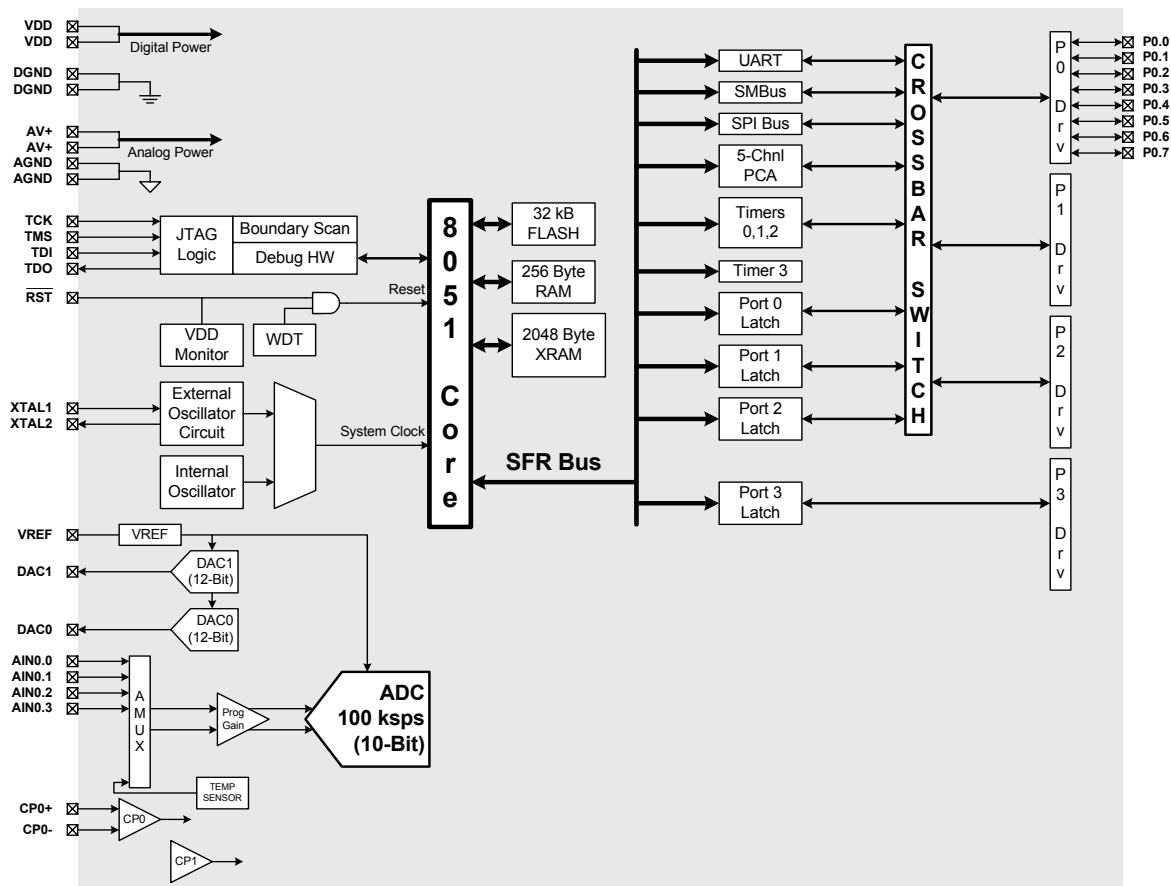 VDD
VDD
Digital Power
DGND
DGND
AV+
AV+
Analog Power
AGND
AGND
TCK
TMS
TDI
TDO
JTAG
Logic
Boundary Scan
Debug HW
RST
Reset
VDD
Monitor
WDT
XTAL1
XTAL2
External
Oscillator
Circuit
System Clock
Internal
Oscillator
VREF
VREF
DAC1
DAC1
(12-Bit)
DAC0
DAC0
(12-Bit)
AIN0.0
AIN0.1
AIN0.2
AIN0.3
A
M
U
X
Prog
Gain
ADC
100 ksps
(10-Bit)
TEMP
SENSOR
CP0+
CP0-
CP0
CP1
8
0
5
1
C
o
r
e
32 kB
FLASH
256 Byte
RAM
2048 Byte
XRAM
SFR Bus
UART
SMBus
SPI Bus
5-Chnl
PCA
Timers
0,1,2
Timer 3
Port 0
Latch
Port 1
Latch
Port 2
Latch
Port 3
Latch
C
R
O
S
S
B
A
R
S
W
I
T
C
H
P
0
D
r
v
P
1
D
r
v
P
2
D
r
v
P
3
D
r
v
P0.0
P0.1
P0.2
P0.3
P0.4
P0.5
P0.6
P0.7